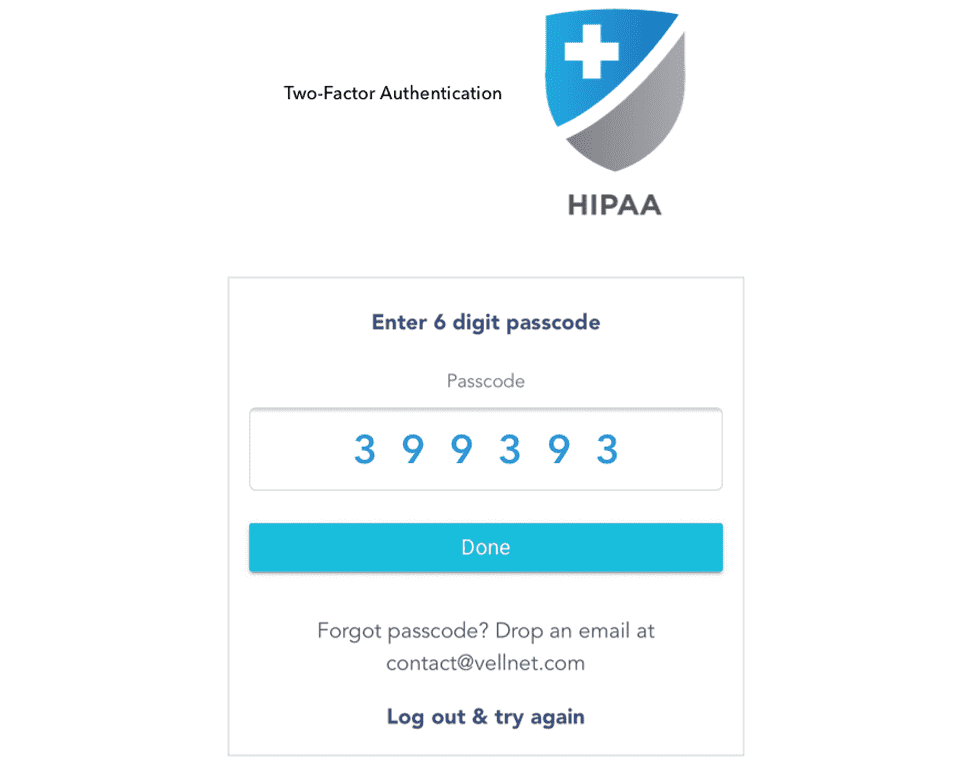 Two-Factor Authentication
HIPAA
Enter 6 digit passcode
Passcode
3 9 9 3 9 3
Done
Forgot passcode? Drop an email at
contact@vellnet.com
Log out & try again